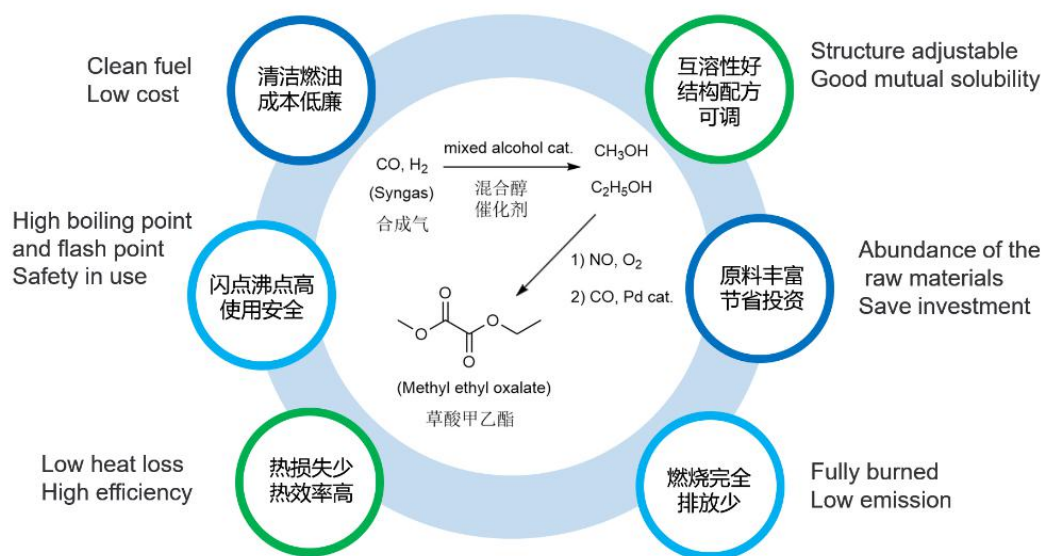 Clean fuel
Low cost
清洁燃油
成本低廉
互溶性好
结构配方
可调
Structure adjustable
Good mutual solubility
CO, H₂
(Syngas)
合成气
mixed alcohol cat.
混合醇
催化剂
CH₃OH
C₂H₅OH
High boiling point
and flash point
Safety in use
闪点沸点高
使用安全
1) NO, O₂
2) CO, Pd cat.
原料丰富
节省投资
Abundance of the
raw materials
Save investment
O
O
O
O
(Methyl ethyl oxalate)
草酸甲乙酯
Low heat loss
High efficiency
热损失少
热效率高
燃烧完全
排放少
Fully burned
Low emission